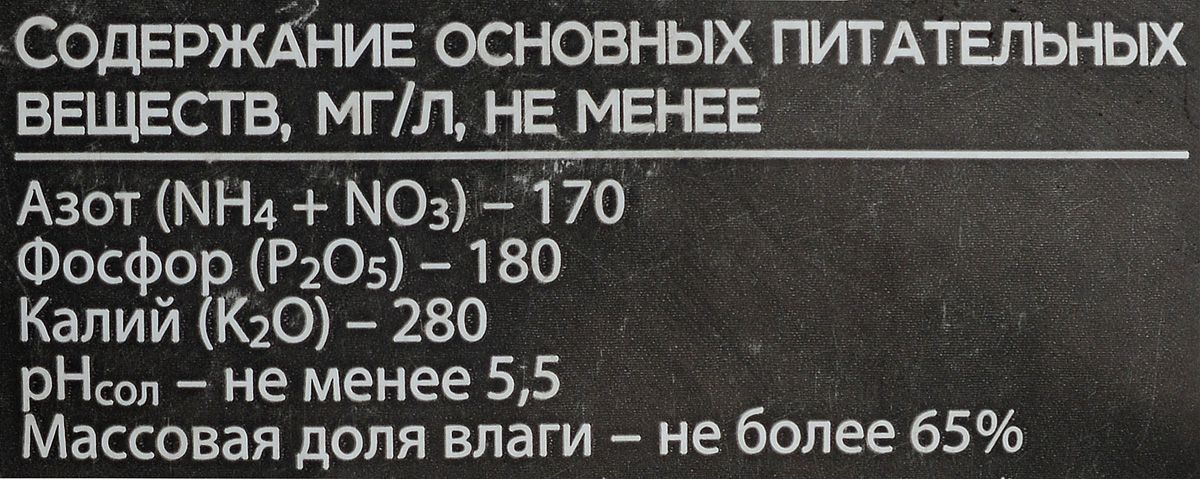 Содержание основных питательных
веществ, мг/л, не менее
Азот (NH4 + NO3) – 170
Фосфор (P2O5) – 180
Калий (K2O) – 280
pHсол – не менее 5,5
Массовая доля влаги – не более 65%